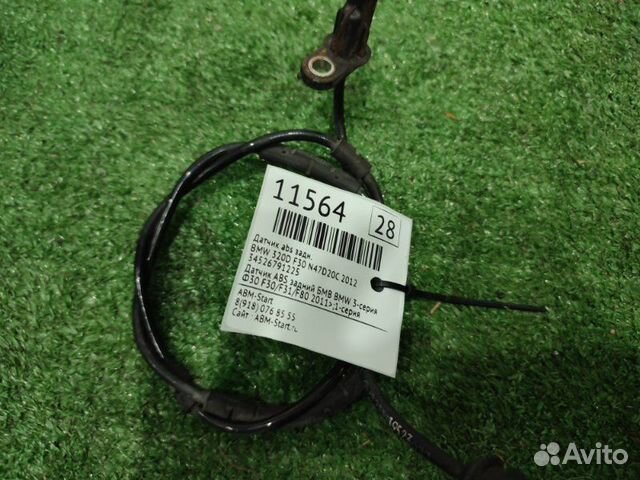 11564
28
Датчик abs задн.
BMW 320D F30 N47D20C 2012
34526791225
Датчик ABS задний БМВ BMW 3-серия
Ф30 F30/F31/F80 2011>;1-серия
ABM-Start
8(918) 076 85 55
Сайт: ABM-Start.ru
Avito